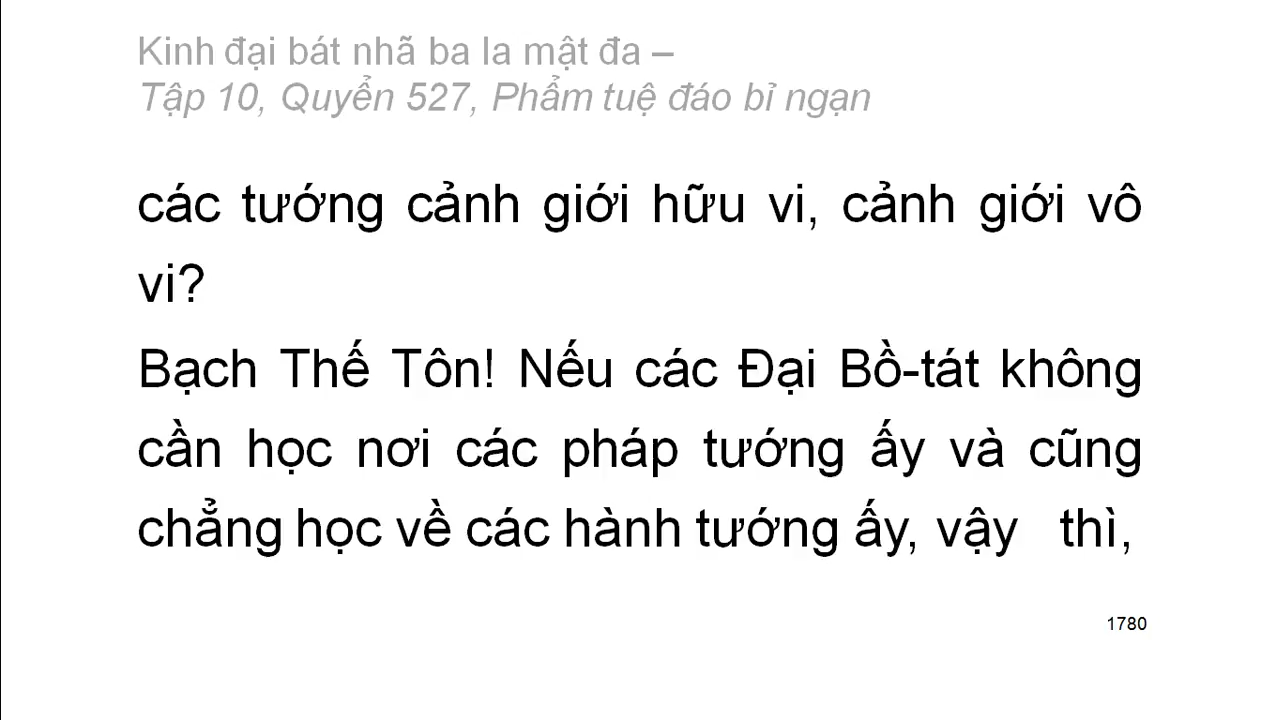 Kinh đại bát nhã ba la mật đa –
Tập 10, Quyển 527, Phẩm tuệ đáo bỉ ngạn
các tướng cảnh giới hữu vi, cảnh giới vô
vi?
Bạch Thế Tôn! Nếu các Đại Bồ-tát không
cần học nơi các pháp tướng ấy và cũng
chẳng học về các hành tướng ấy, vậy thì,
1780